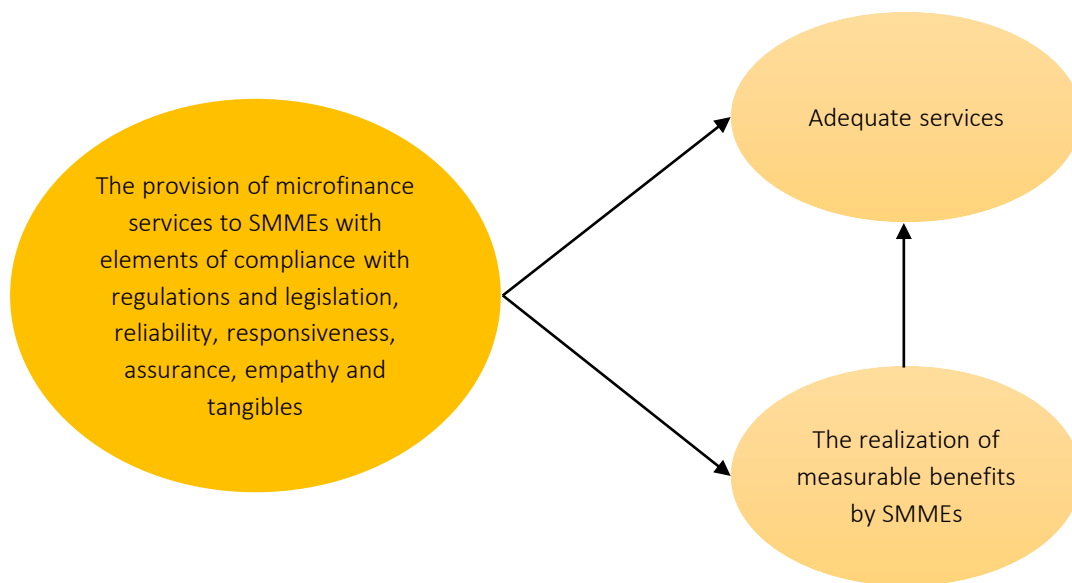 The provision of microfinance
services to SMMEs with
elements of compliance with
regulations and legislation,
reliability, responsiveness,
assurance, empathy and
tangibles
Adequate services
The realization of
measurable benefits
by SMMEs